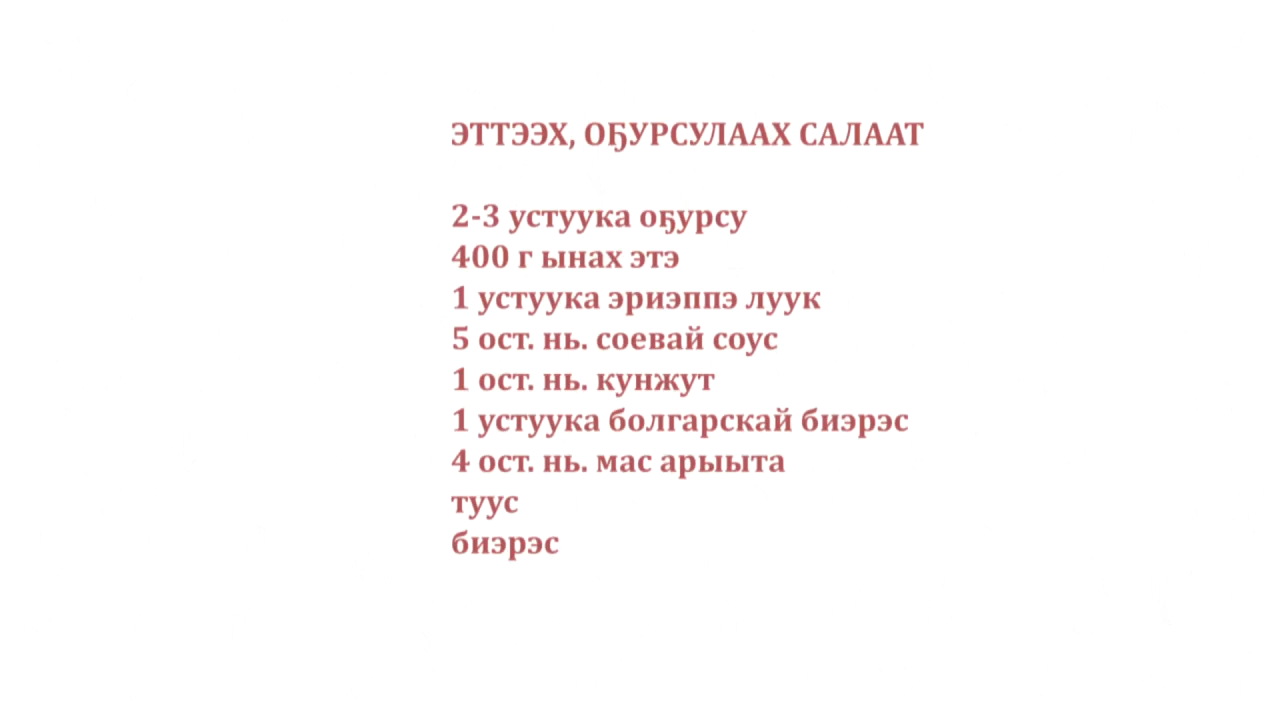 ЭТТЭЭХ, ОҔУРСУЛААХ САЛААТ
2-3 устуука оҕурсу
400 г ынах этэ
1 устуука эриэппэ луук
5 ост. нь. соевай соус
1 ост. нь. кунжут
1 устуука болгарскай биэрэс
4 ост. нь. мас арыыта
туус
биэрэс